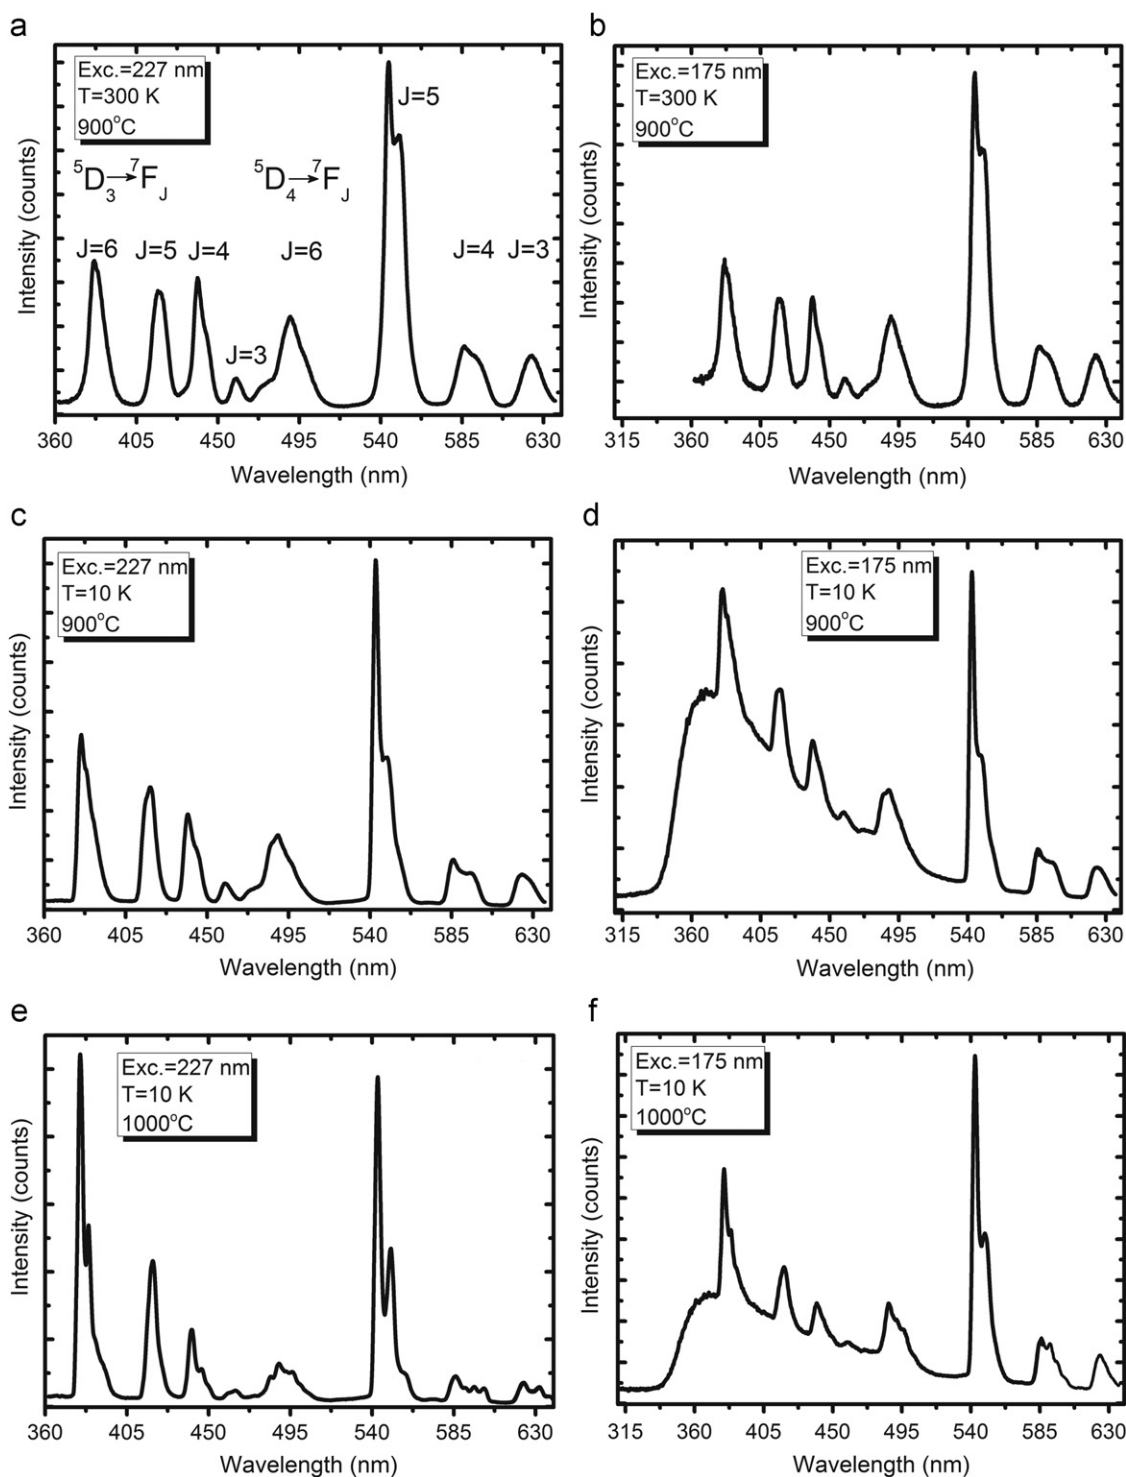 a
Exc.=227 nm
T=300 K
900°C
⁵D₃→⁷F_J
⁵D₄→⁷F_J
J=6
J=5
J=4
J=3
J=6
J=5
J=4
J=3
Intensity (counts)
360 405 450 495 540 585 630
Wavelength (nm)
b
Exc.=175 nm
T=300 K
900°C
Intensity (counts)
315 360 405 450 495 540 585 630
Wavelength (nm)
c
Exc.=227 nm
T=10 K
900°C
Intensity (counts)
360 405 450 495 540 585 630
Wavelength (nm)
d
Exc.=175 nm
T=10 K
900°C
Intensity (counts)
315 360 405 450 495 540 585 630
Wavelength (nm)
e
Exc.=227 nm
T=10 K
1000°C
Intensity (counts)
360 405 450 495 540 585 630
Wavelength (nm)
f
Exc.=175 nm
T=10 K
1000°C
Intensity (counts)
315 360 405 450 495 540 585 630
Wavelength (nm)